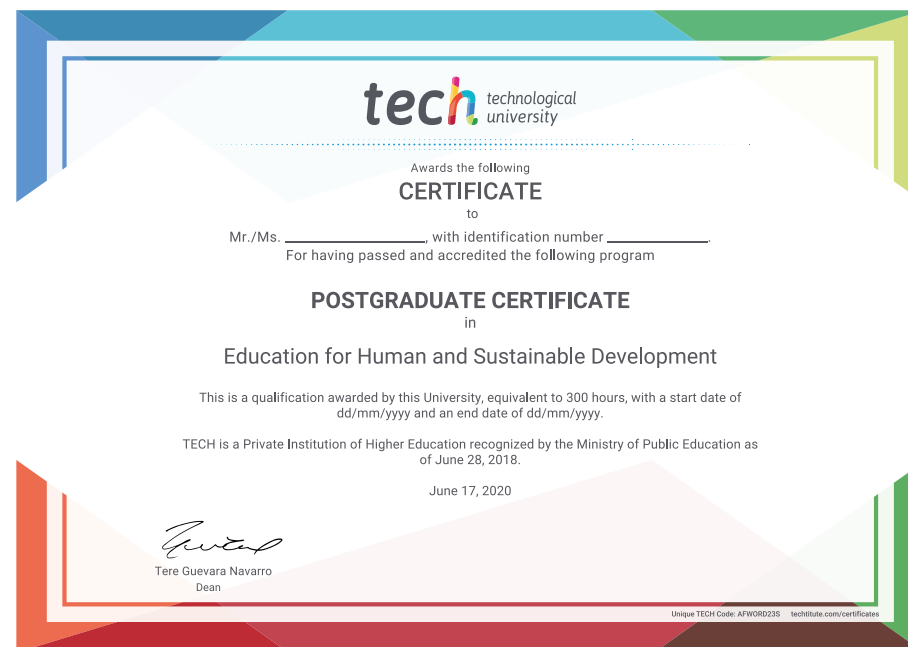 tech technological
university
Awards the following
CERTIFICATE
to
Mr./Ms. ____________________, with identification number _______________.
For having passed and accredited the following program
POSTGRADUATE CERTIFICATE
in
Education for Human and Sustainable Development
This is a qualification awarded by this University, equivalent to 300 hours, with a start date of
dd/mm/yyyy and an end date of dd/mm/yyyy.
TECH is a Private Institution of Higher Education recognized by the Ministry of Public Education as
of June 28, 2018.
June 17, 2020
Tere Guevara Navarro
Dean
Unique TECH Code: AFWORD23S techtitute.com/certificates